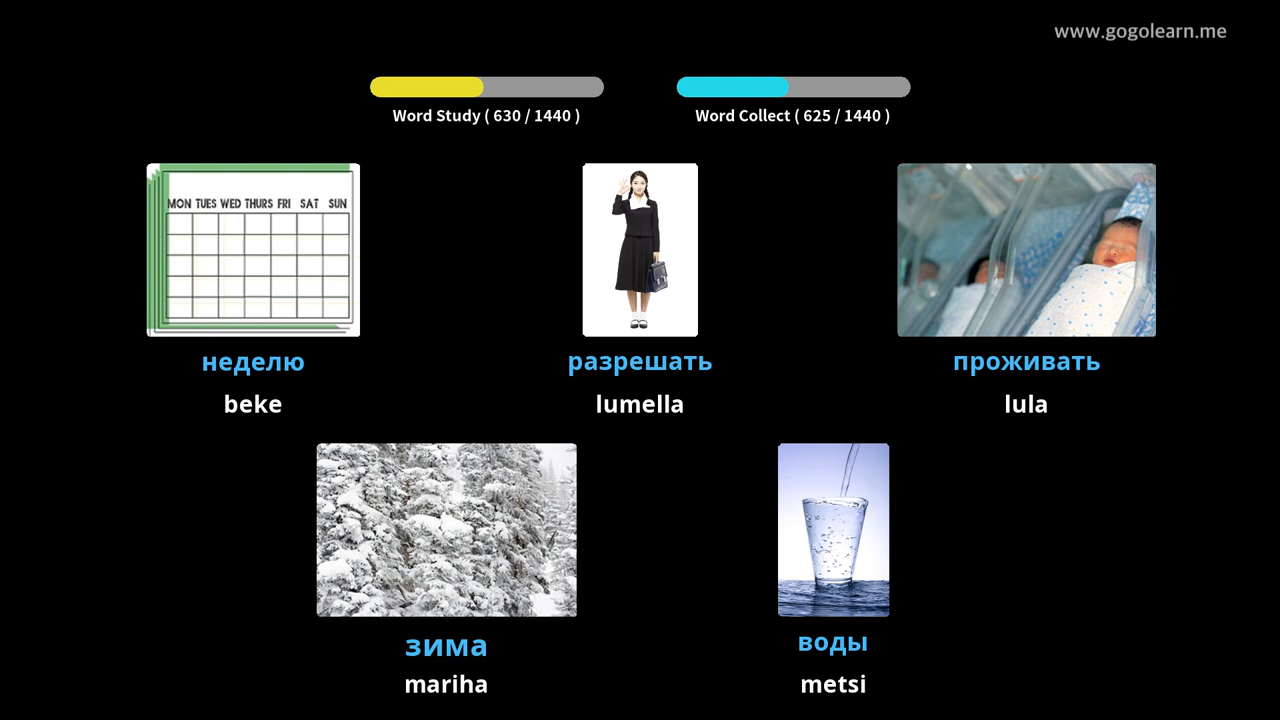 www.gogolearn.me
Word Study ( 630 / 1440 )
Word Collect ( 625 / 1440 )
MON TUES WED THURS FRI SAT SUN
неделю
beke
разрешать
lumella
проживать
lula
зима
mariha
воды
metsi